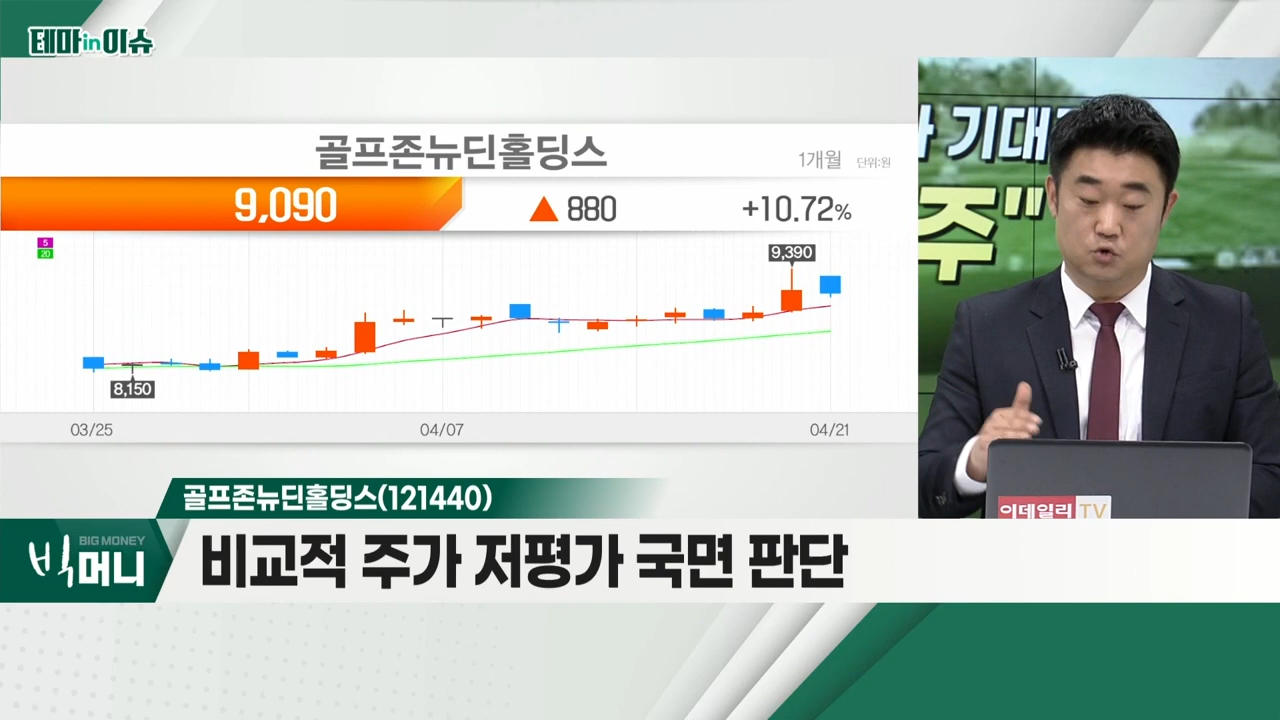 테마in이슈
골프존뉴딘홀딩스
1개월 단위:원
9,090 ▲ 880 +10.72%
5
20
9,390
8,150
03/25 04/07 04/21
기대
주"
이데일리TV
골프존뉴딘홀딩스(121440)
BIG MONEY
빅머니
비교적 주가 저평가 국면 판단